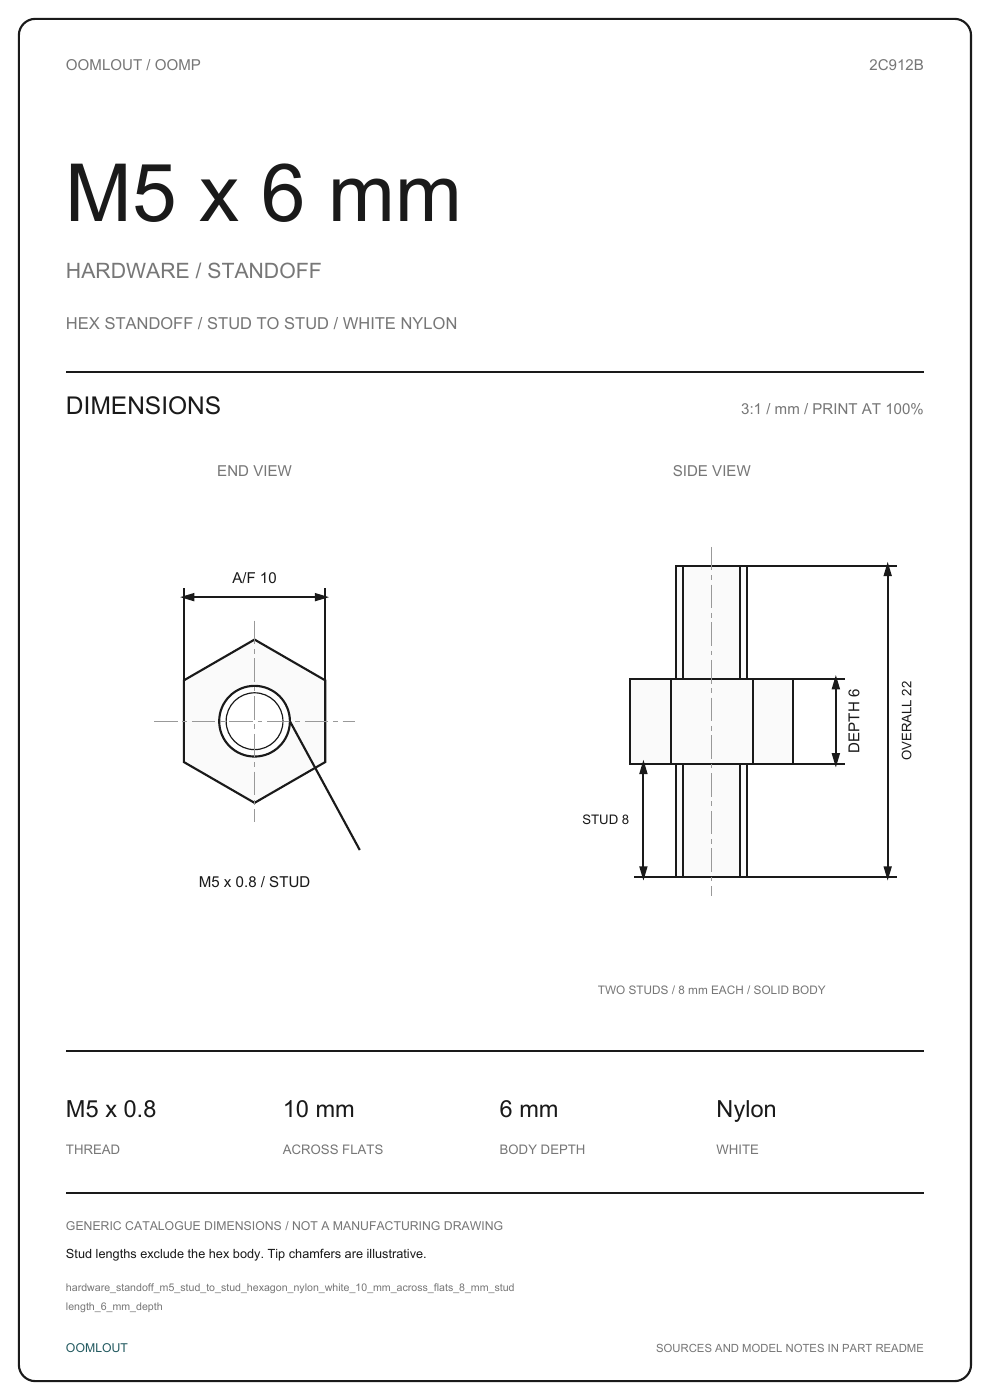 OOMLOUT / OOMP
2C912B
M5 x 6 mm
HARDWARE / STANDOFF
HEX STANDOFF / STUD TO STUD / WHITE NYLON
DIMENSIONS
3:1 / mm / PRINT AT 100%
END VIEW
SIDE VIEW
A/F 10
DEPTH 6
OVERALL 22
STUD 8
M5 x 0.8 / STUD
TWO STUDS / 8 mm EACH / SOLID BODY
M5 x 0.8
10 mm
6 mm
Nylon
THREAD
ACROSS FLATS
BODY DEPTH
WHITE
GENERIC CATALOGUE DIMENSIONS / NOT A MANUFACTURING DRAWING
Stud lengths exclude the hex body. Tip chamfers are illustrative.
hardware_standoff_m5_stud_to_stud_hexagon_nylon_white_10_mm_across_flats_8_mm_stud
length_6_mm_depth
OOMLOUT
SOURCES AND MODEL NOTES IN PART README